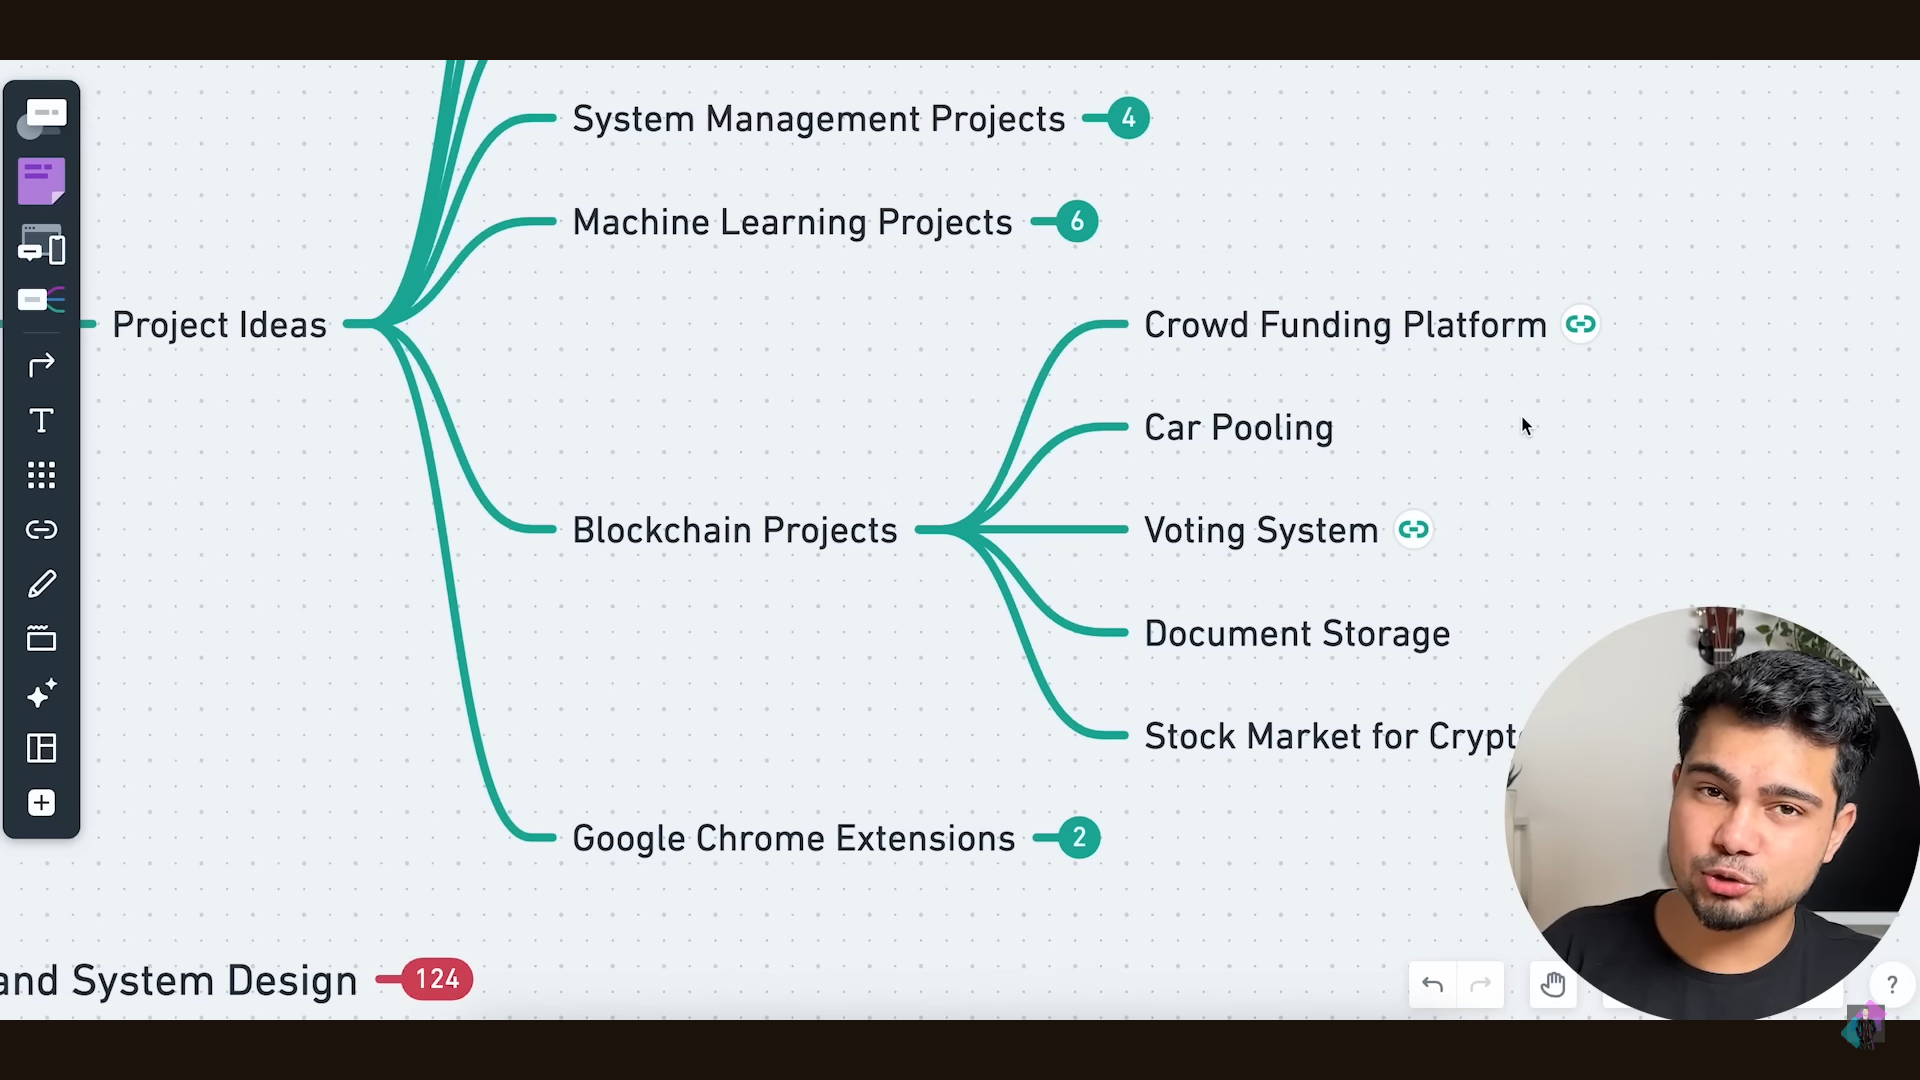 System Management Projects 4
Machine Learning Projects 6
Project Ideas
Crowd Funding Platform
Car Pooling
Blockchain Projects
Voting System
Document Storage
Stock Market for Crypt
Google Chrome Extensions 2
and System Design 124
T
?